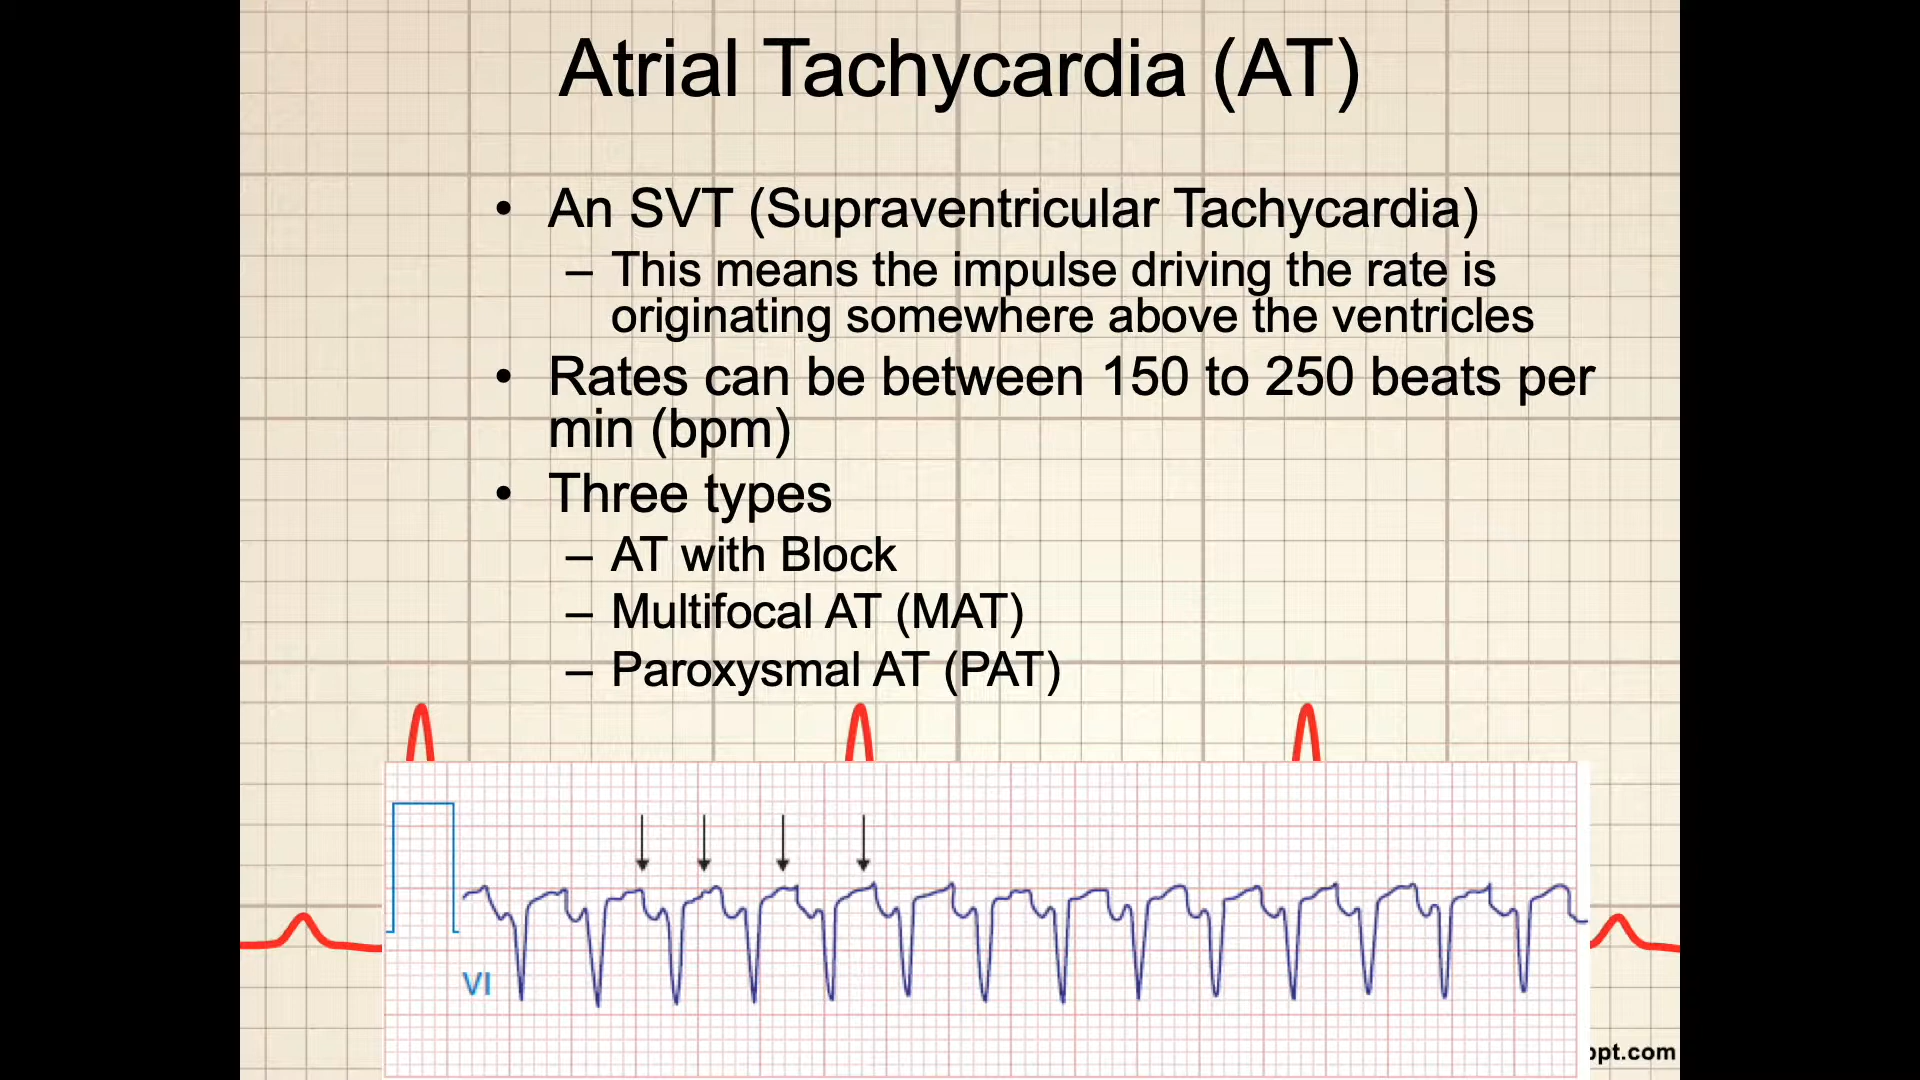 Atrial Tachycardia (AT)
• An SVT (Supraventricular Tachycardia)
– This means the impulse driving the rate is
originating somewhere above the ventricles
• Rates can be between 150 to 250 beats per
min (bpm)
• Three types
– AT with Block
– Multifocal AT (MAT)
– Paroxysmal AT (PAT)
VI
ppt.com